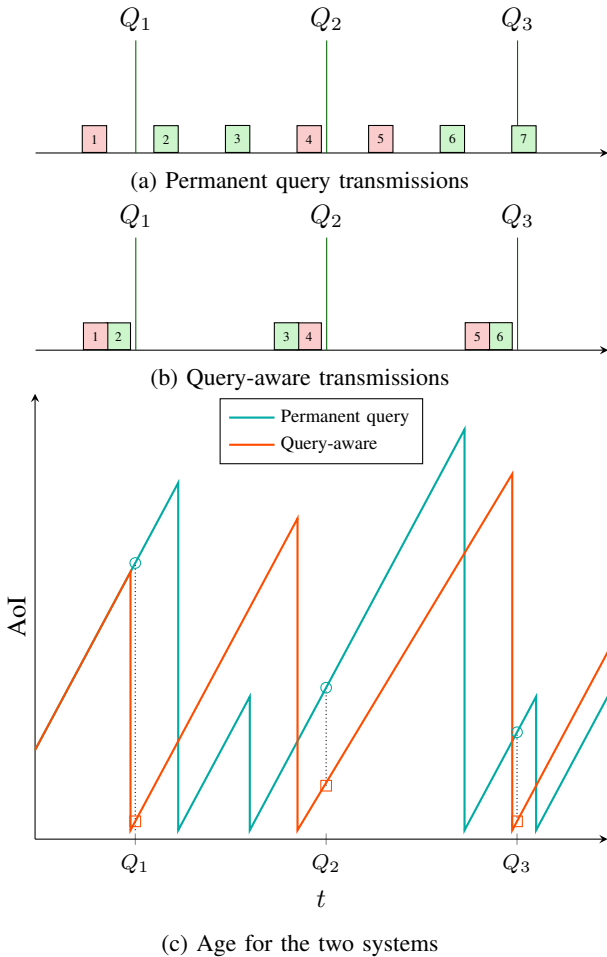 Q1 Q2 Q3
1 2 3 4 5 6 7
(a) Permanent query transmissions
Q1 Q2 Q3
1 2 3 4 5 6
(b) Query-aware transmissions
Permanent query
Query-aware
AoI
Q1 Q2 Q3
t
(c) Age for the two systems